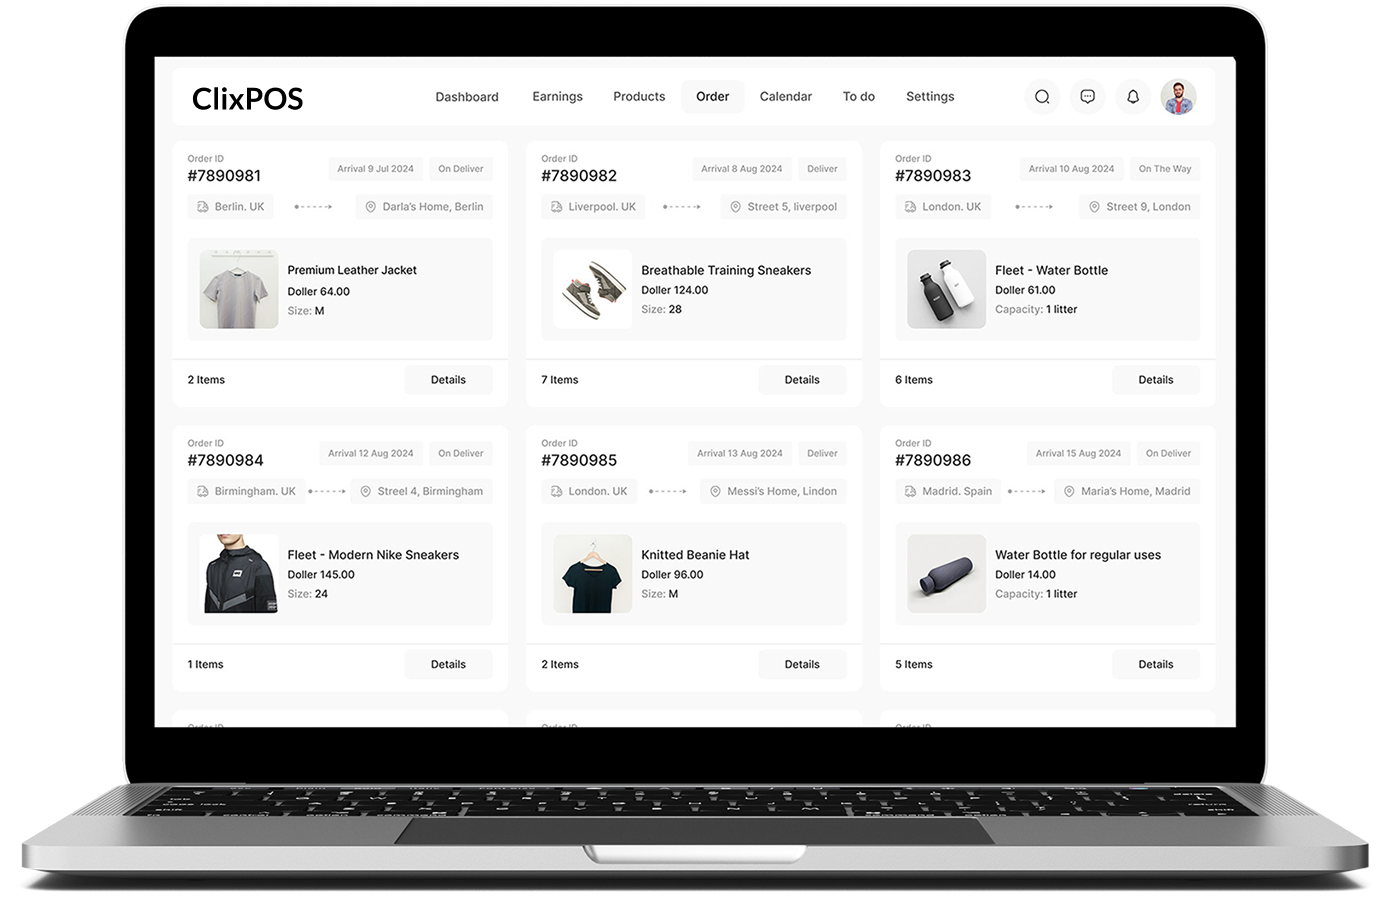 ClixPOS
Dashboard Earnings Products Order Calendar To do Settings
Order ID
#7890981
Arrival 9 Jul 2024 On Deliver
Berlin. UK Darla's Home, Berlin
Premium Leather Jacket
Doller 64.00
Size: M
2 Items Details
Order ID
#7890982
Arrival 8 Aug 2024 Deliver
Liverpool. UK Street 5, liverpool
Breathable Training Sneakers
Doller 124.00
Size: 28
7 Items Details
Order ID
#7890983
Arrival 10 Aug 2024 On The Way
London. UK Street 9, London
Fleet - Water Bottle
Doller 61.00
Capacity: 1 litter
6 Items Details
Order ID
#7890984
Arrival 12 Aug 2024 On Deliver
Birmingham. UK Streel 4, Birmingham
Fleet - Modern Nike Sneakers
Doller 145.00
Size: 24
1 Items Details
Order ID
#7890985
Arrival 13 Aug 2024 Deliver
London. UK Messi's Home, Lindon
Knitted Beanie Hat
Doller 96.00
Size: M
2 Items Details
Order ID
#7890986
Arrival 15 Aug 2024 On Deliver
Madrid. Spain Maria's Home, Madrid
Water Bottle for regular uses
Doller 14.00
Capacity: 1 litter
5 Items Details